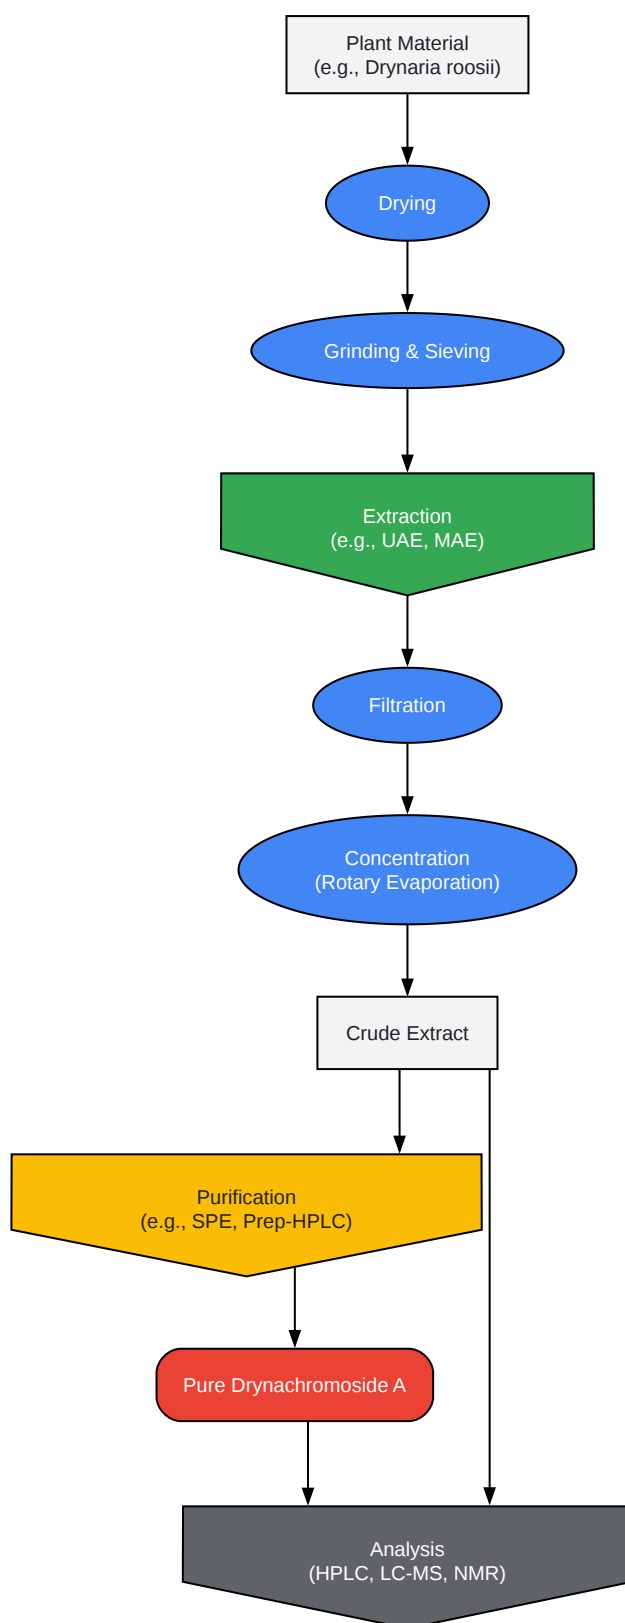 Plant Material
(e.g., Drynaria roosii)
Drying
Grinding & Sieving
Extraction
(e.g., UAE, MAE)
Filtration
Concentration
(Rotary Evaporation)
Crude Extract
Purification
(e.g., SPE, Prep-HPLC)
Pure Drynachromoside A
Analysis
(HPLC, LC-MS, NMR)